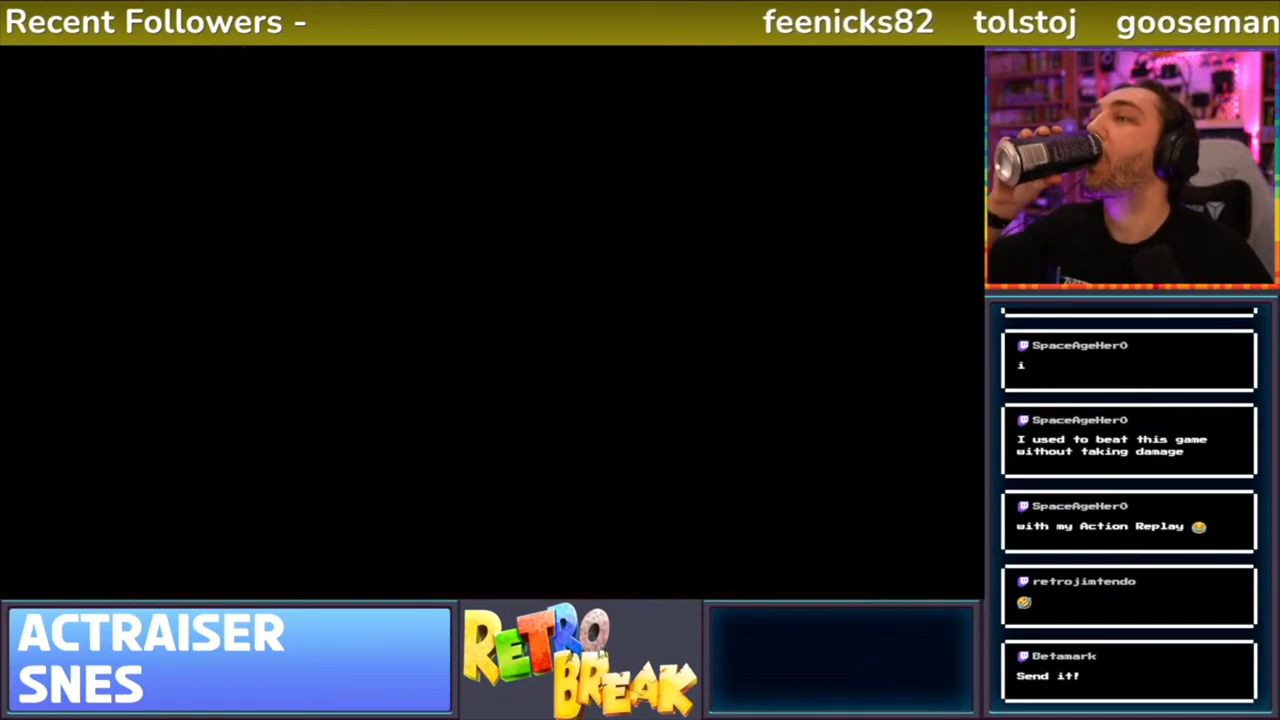 Recent Followers - feenicks82 tolstoj gooseman
SpaceAgeHer0
i
SpaceAgeHer0
I used to beat this game
without taking damage
SpaceAgeHer0
with my Action Replay 😂
retrojimtendo
🤣
Betamark
Send it!
ACTRAISER
SNES
RETRO
BREAK